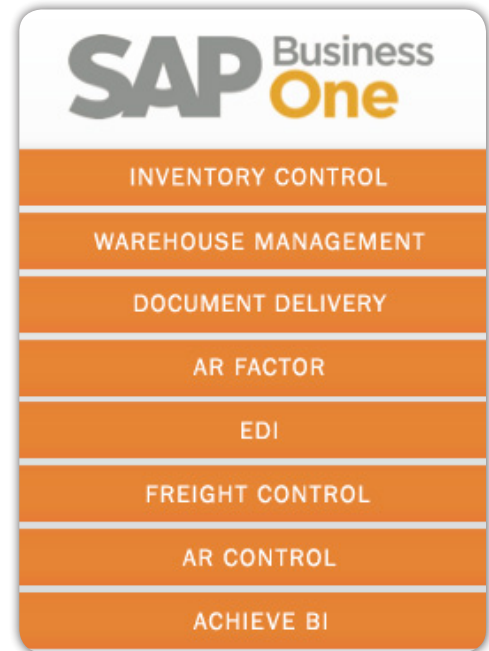 SAP Business
One
INVENTORY CONTROL
WAREHOUSE MANAGEMENT
DOCUMENT DELIVERY
AR FACTOR
EDI
FREIGHT CONTROL
AR CONTROL
ACHIEVE BI